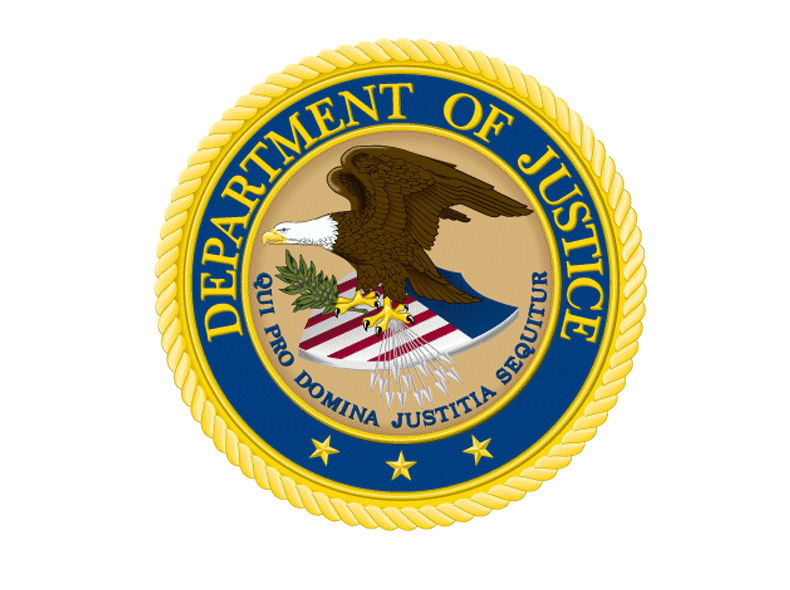 DEPARTMENT OF JUSTICE
QUI PRO DOMINA JUSTITIA SEQUITUR